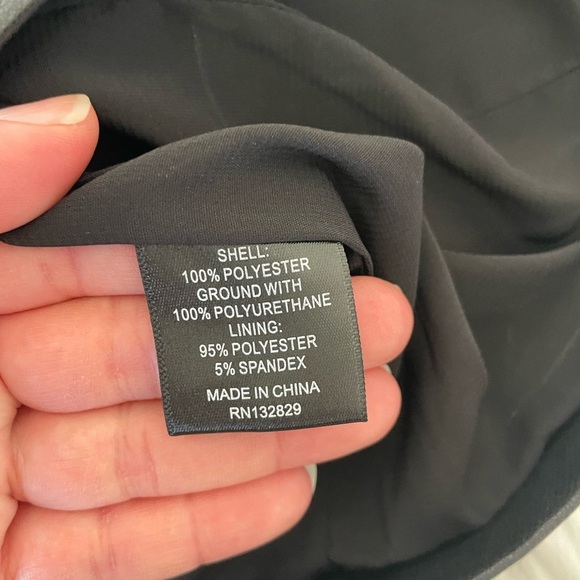 SHELL:
100% POLYESTER
GROUND WITH
100% POLYURETHANE
LINING:
95% POLYESTER
5% SPANDEX
MADE IN CHINA
RN132829